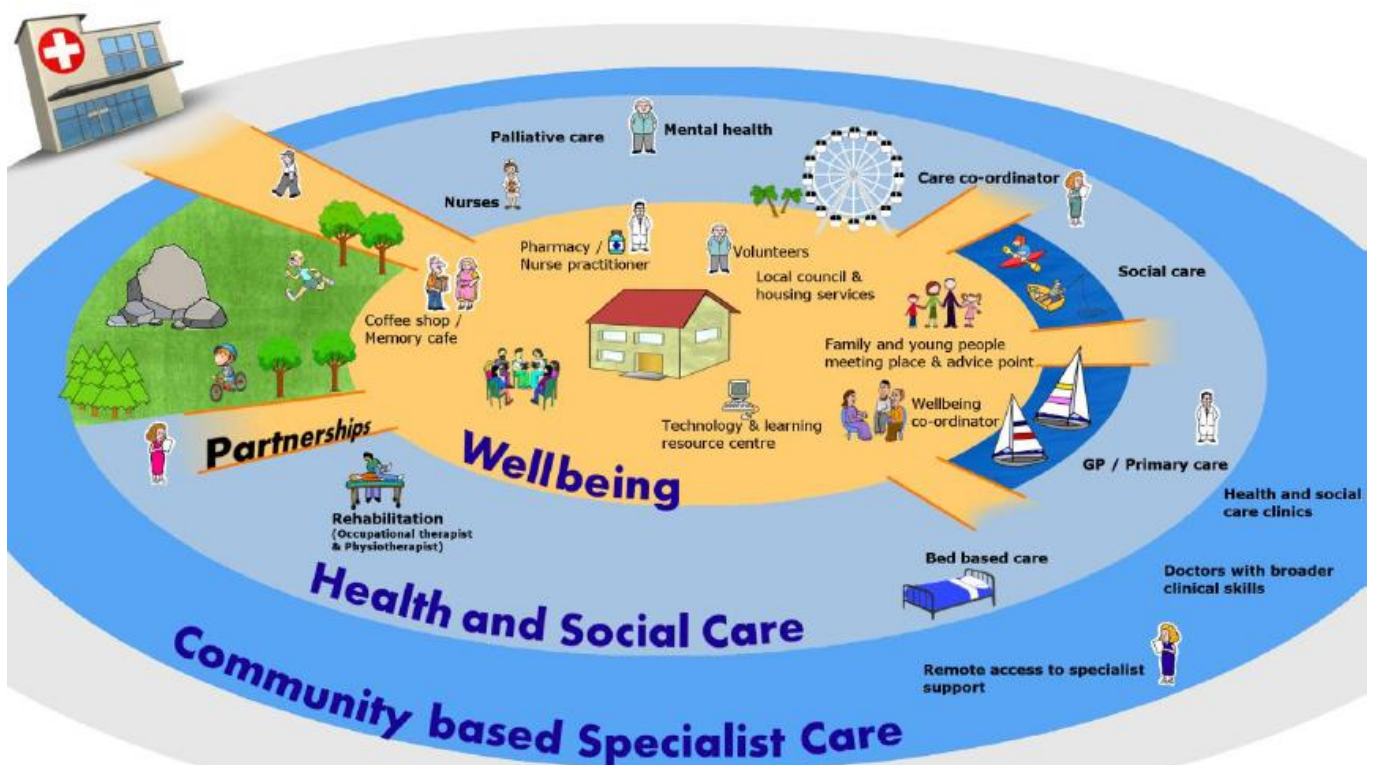 Palliative care
Mental health
Nurses
Care co-ordinator
Pharmacy /
Nurse practitioner
Volunteers
Local council &
housing services
Social care
Coffee shop /
Memory cafe
Family and young people
meeting place & advice point
Technology & learning
resource centre
Wellbeing
co-ordinator
Partnerships
Wellbeing
GP / Primary care
Health and social
care clinics
Rehabilitation
(Occupational therapist
& Physiotherapist)
Bed based care
Doctors with broader
clinical skills
Health and Social Care
Remote access to specialist
support
Community based Specialist Care